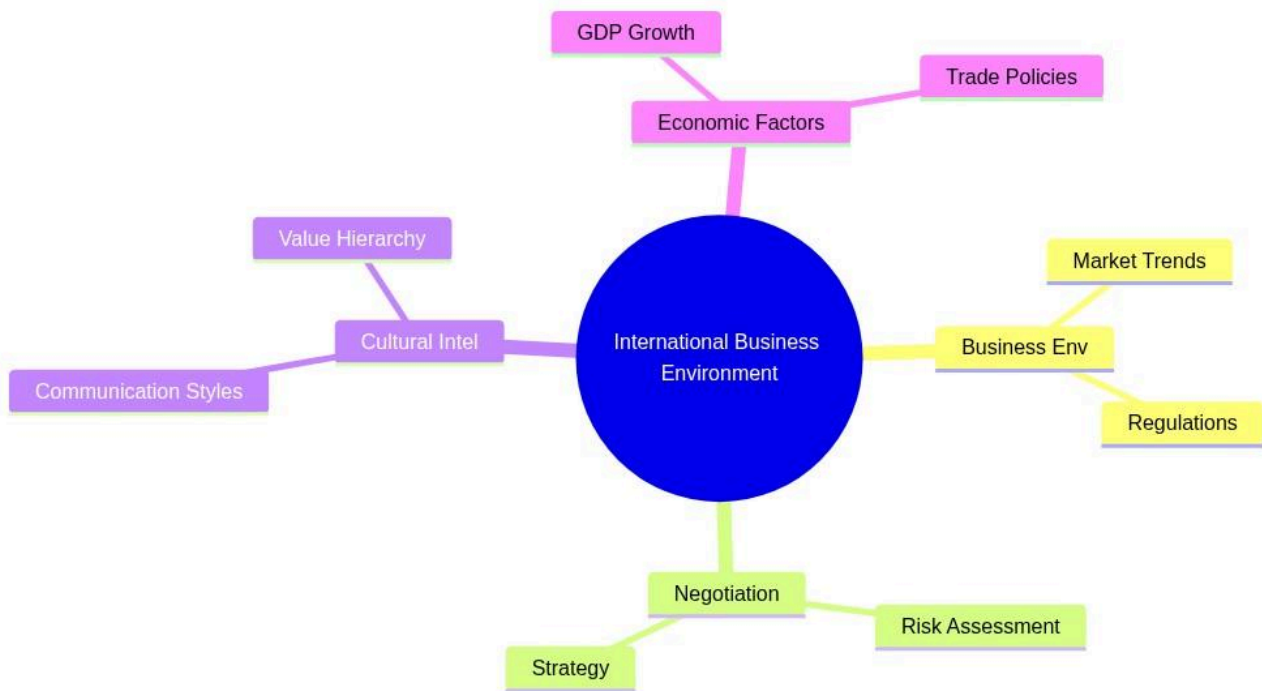 GDP Growth
Trade Policies
Economic Factors
Value Hierarchy
Market Trends
Cultural Intel
International Business
Environment
Business Env
Communication Styles
Regulations
Negotiation
Risk Assessment
Strategy